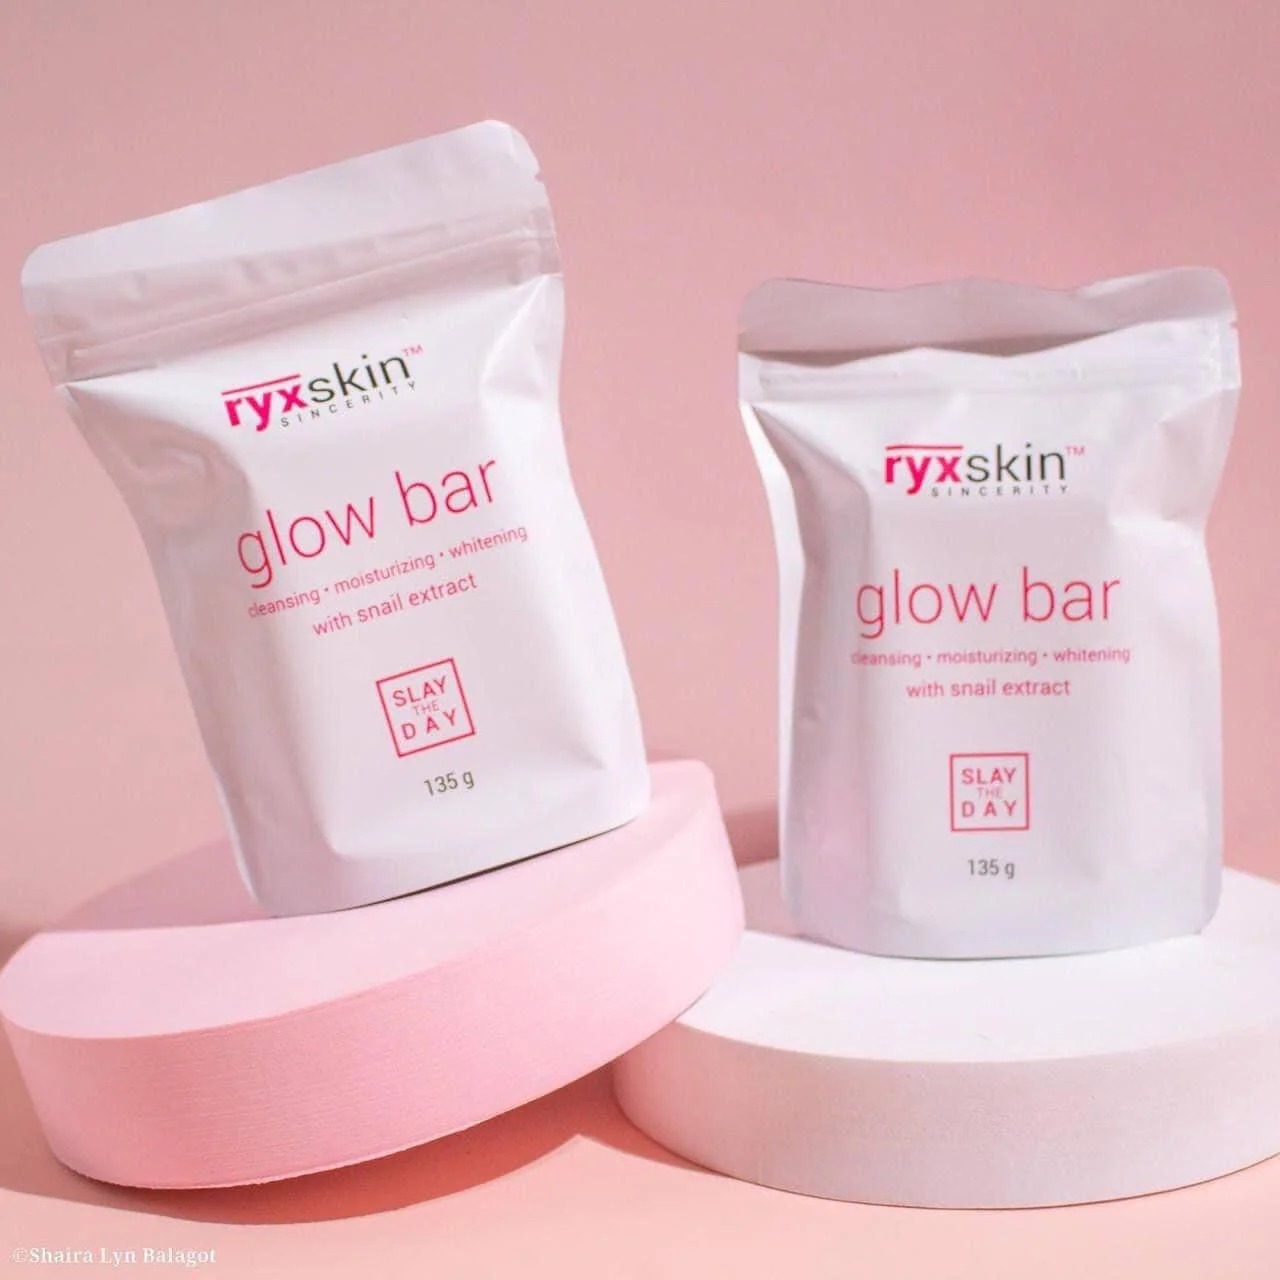 ryxskin™
SINCERITY
glow bar
cleansing • moisturizing • whitening
with snail extract
SLAY
THE
DAY
135 g
ryxskin™
SINCERITY
glow bar
cleansing • moisturizing • whitening
with snail extract
SLAY
THE
DAY
135 g
©Shaira Lyn Balagot